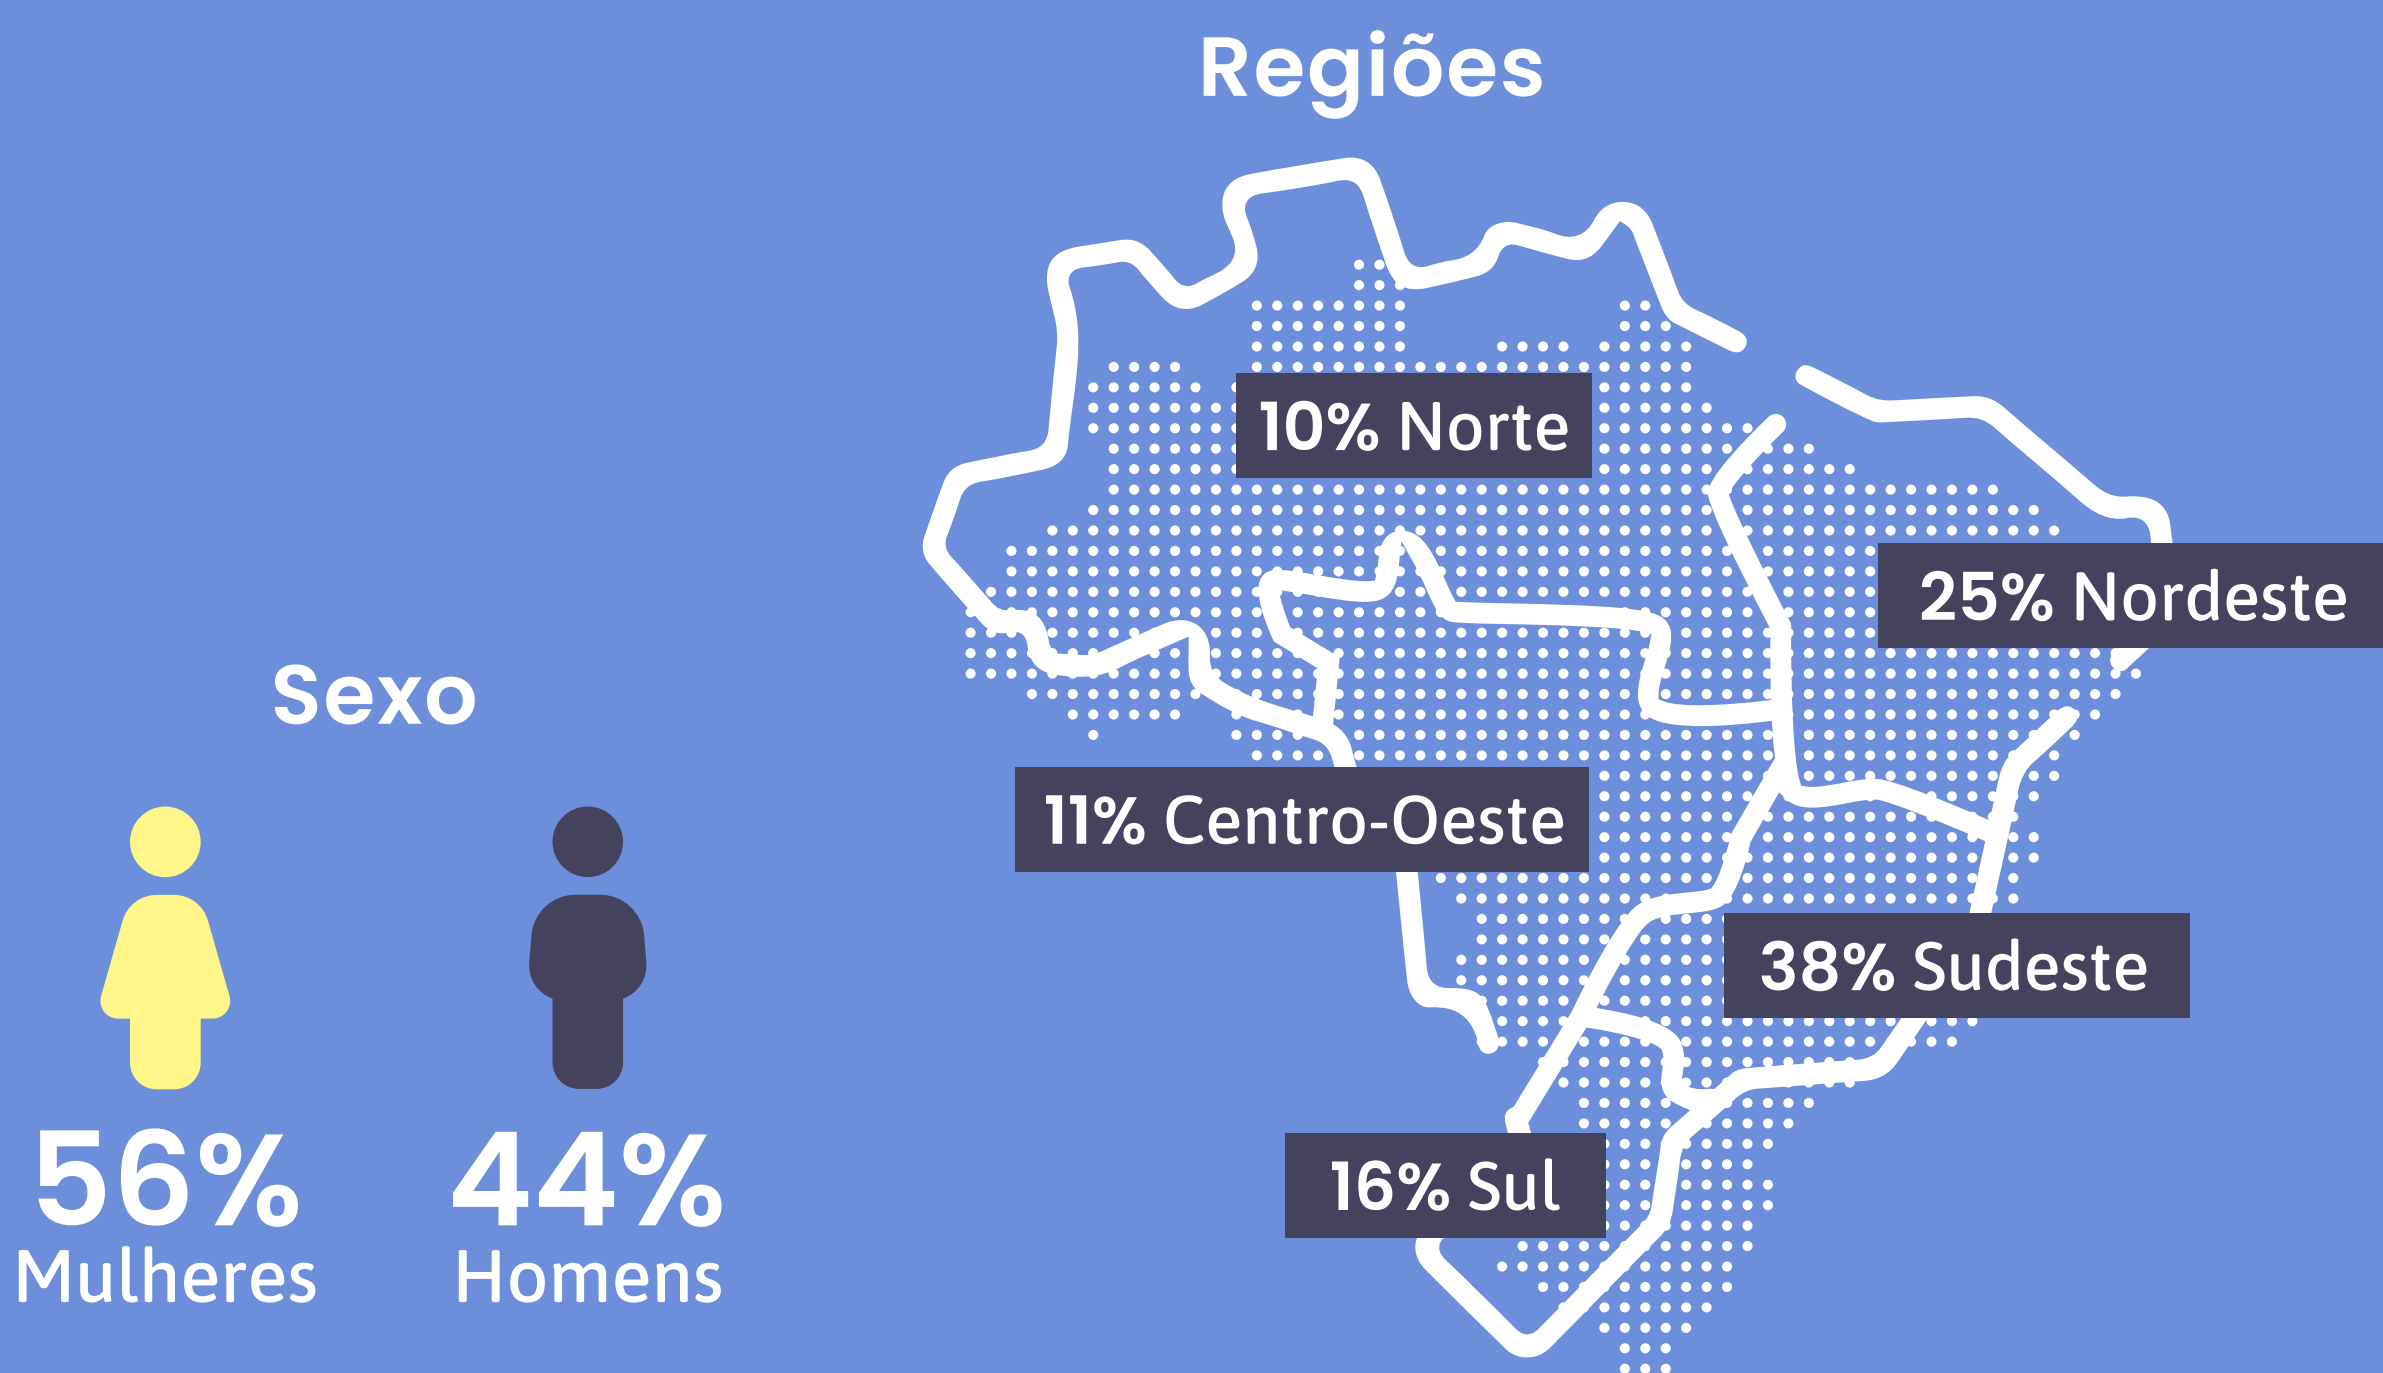 Regiões
10% Norte
25% Nordeste
11% Centro-Oeste
38% Sudeste
16% Sul
Sexo
56%
Mulheres
44%
Homens